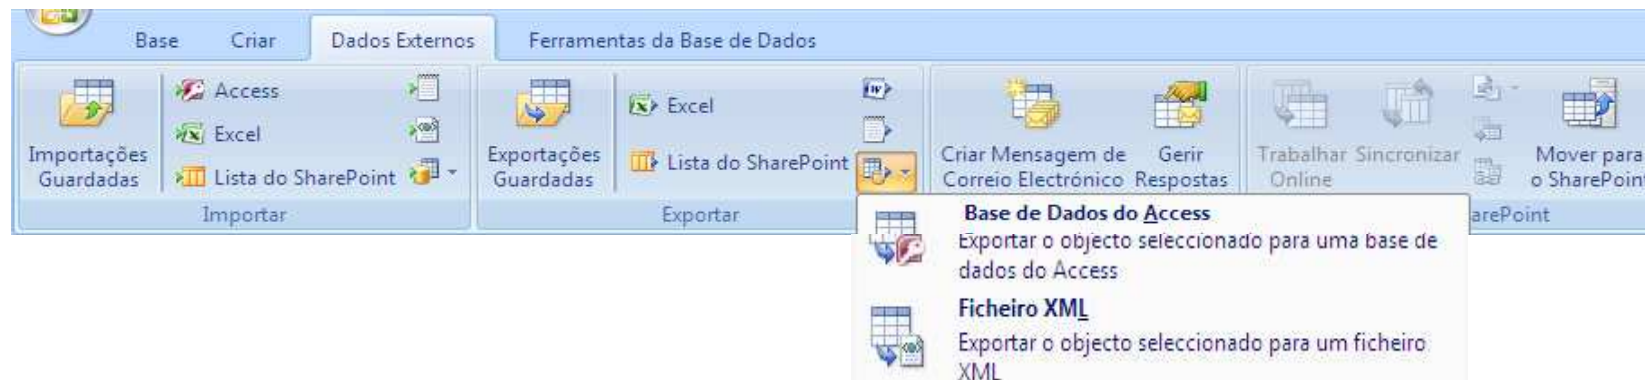 Base Criar Dados Externos Ferramentas da Base de Dados
Access
Excel
Importações Guardadas
Lista do SharePoint
Importar
Excel
Exportações Guardadas
Lista do SharePoint
Exportar
Criar Mensagem de Correio Electrónico
Gerir Respostas
Trabalhar Online
Sincronizar
Mover para o SharePoint
arePoint
Base de Dados do Access
Exportar o objecto seleccionado para uma base de
dados do Access
Ficheiro XML
Exportar o objecto seleccionado para um ficheiro
XML